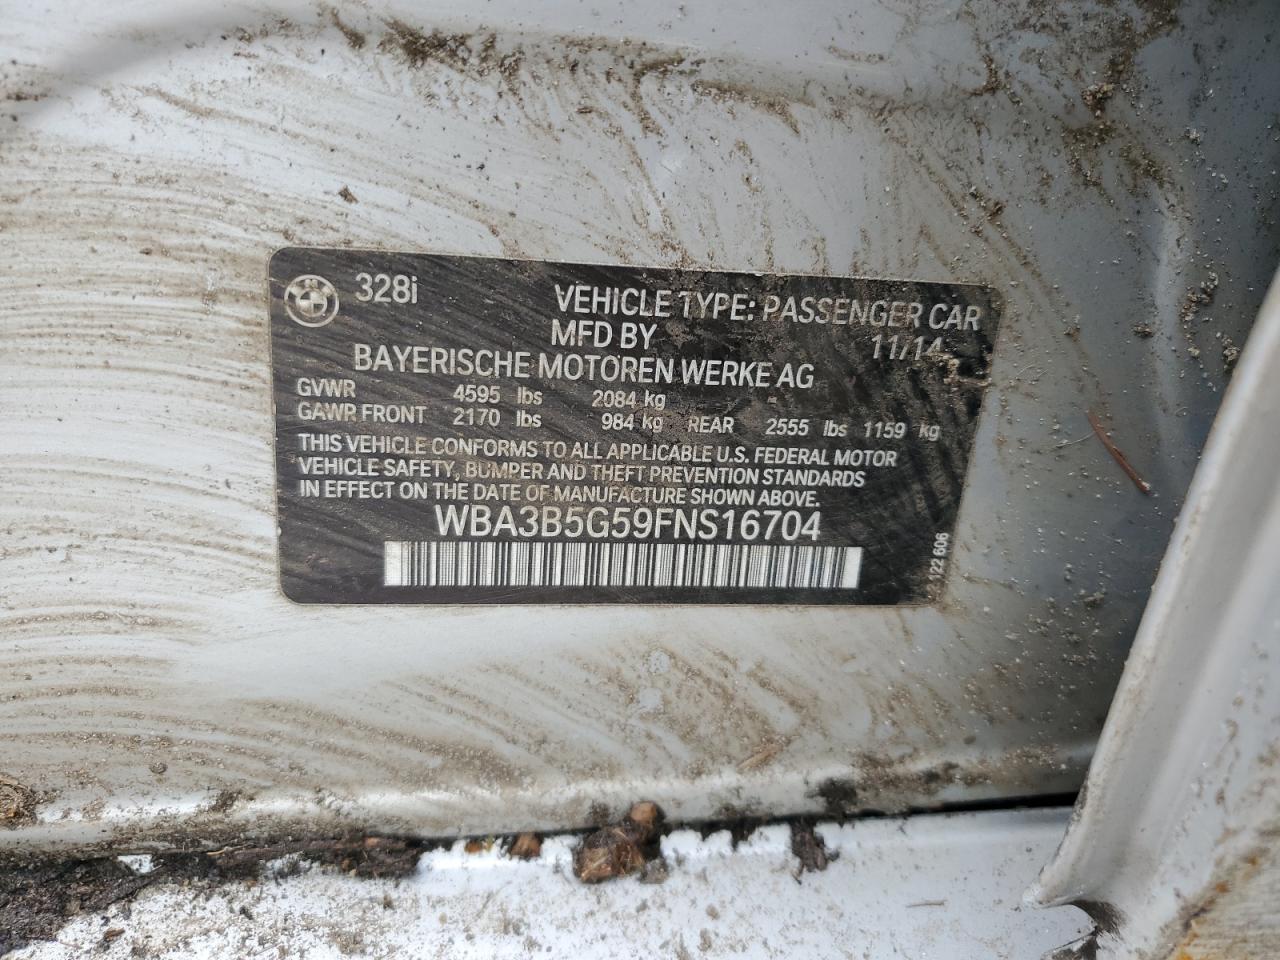 328i
VEHICLE TYPE: PASSENGER CAR
MFD BY 11/14
BAYERISCHE MOTOREN WERKE AG
GVWR 4595 lbs 2084 kg
GAWR FRONT 2170 lbs 984 kg REAR 2555 lbs 1159 kg
THIS VEHICLE CONFORMS TO ALL APPLICABLE U.S. FEDERAL MOTOR
VEHICLE SAFETY, BUMPER AND THEFT PREVENTION STANDARDS
IN EFFECT ON THE DATE OF MANUFACTURE SHOWN ABOVE.
WBA3B5G59FNS16704
122 606